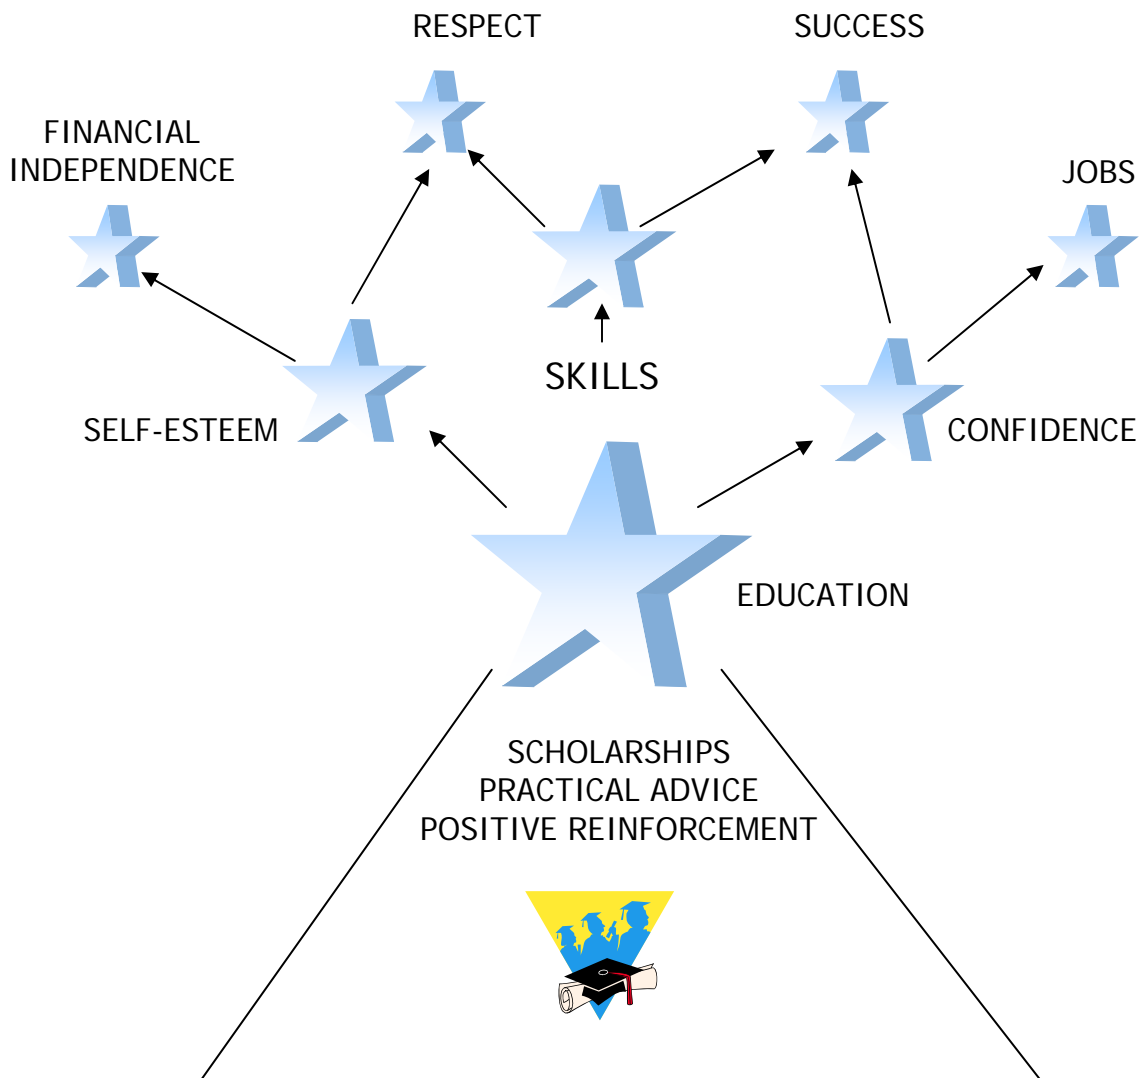 RESPECT
SUCCESS
FINANCIAL
INDEPENDENCE
JOBS
SKILLS
SELF-ESTEEM
CONFIDENCE
EDUCATION
SCHOLARSHIPS
PRACTICAL ADVICE
POSITIVE REINFORCEMENT